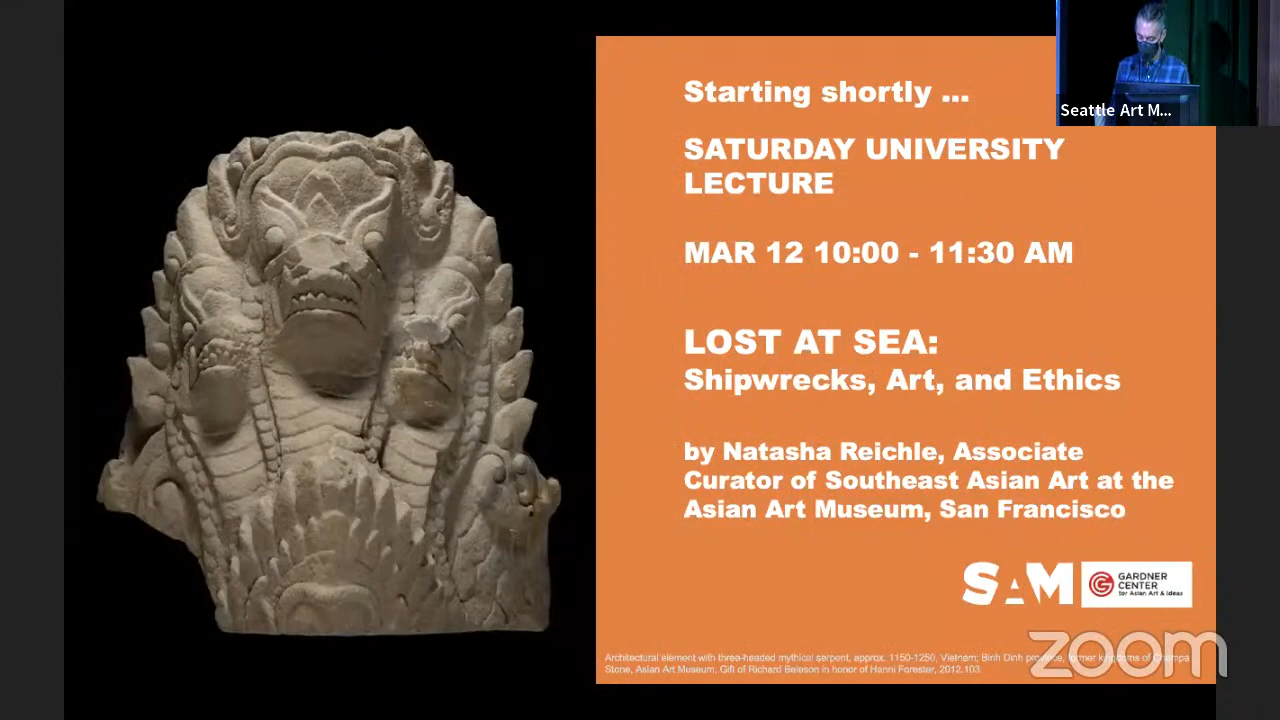 Starting shortly ...
SATURDAY UNIVERSITY
LECTURE
MAR 12 10:00 - 11:30 AM
LOST AT SEA:
Shipwrecks, Art, and Ethics
by Natasha Reichle, Associate
Curator of Southeast Asian Art at the
Asian Art Museum, San Francisco
Seattle Art M...
SAM
GARDNER
CENTER
for Asian Art & Ideas
zoom
Architectural element with three-headed mythical serpent, approx. 1150-1250, Vietnam; Binh Dinh province, former kingdoms of Champa
Stone, Asian Art Museum, Gift of Richard Beleson in honor of Hanni Forester, 2012.103.